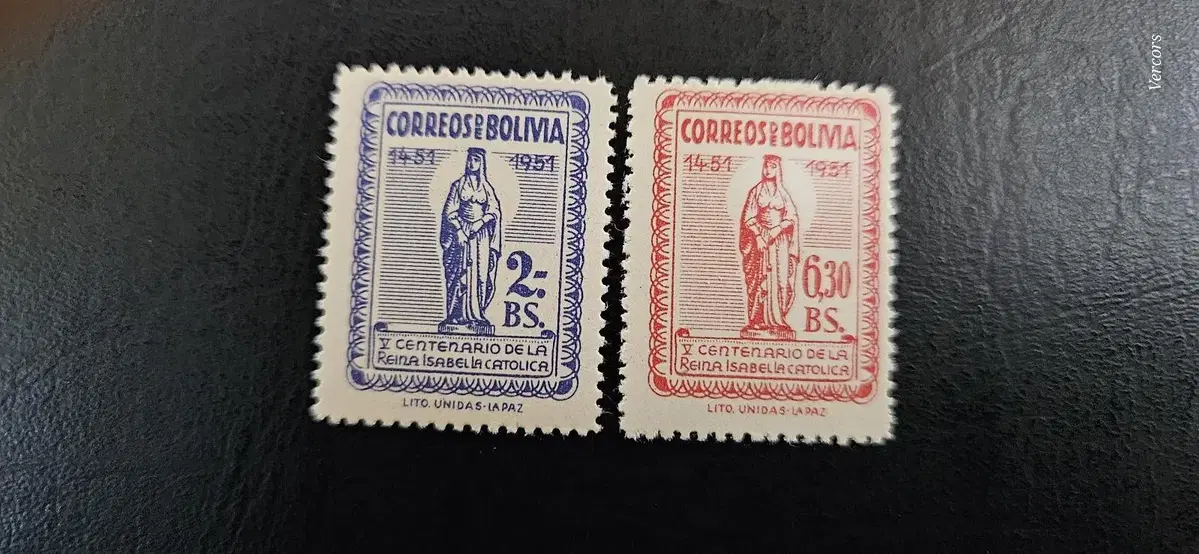 CORREOS DE BOLIVIA
1451 1951
2.-
BS.
V CENTENARIO DE LA
REINA ISABEL LA CATOLICA
LITO. UNIDAS-LA PAZ
CORREOS DE BOLIVIA
1451 1951
6,30
BS.
V CENTENARIO DE LA
REINA ISABEL LA CATOLICA
LITO. UNIDAS-LA PAZ
Vercors